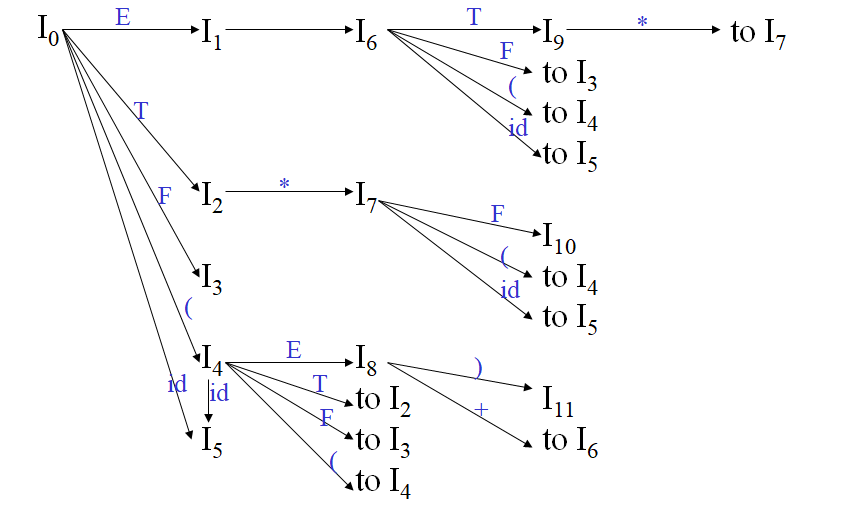 I0 E I1 I6 T I9 * to I7
F to I3
( to I4
id to I5
T
F I2 * I7 F I10
( to I4
id to I5
I3
(
I4 E I8 ) I11
id id T to I2 + to I6
I5 F to I3
( to I4